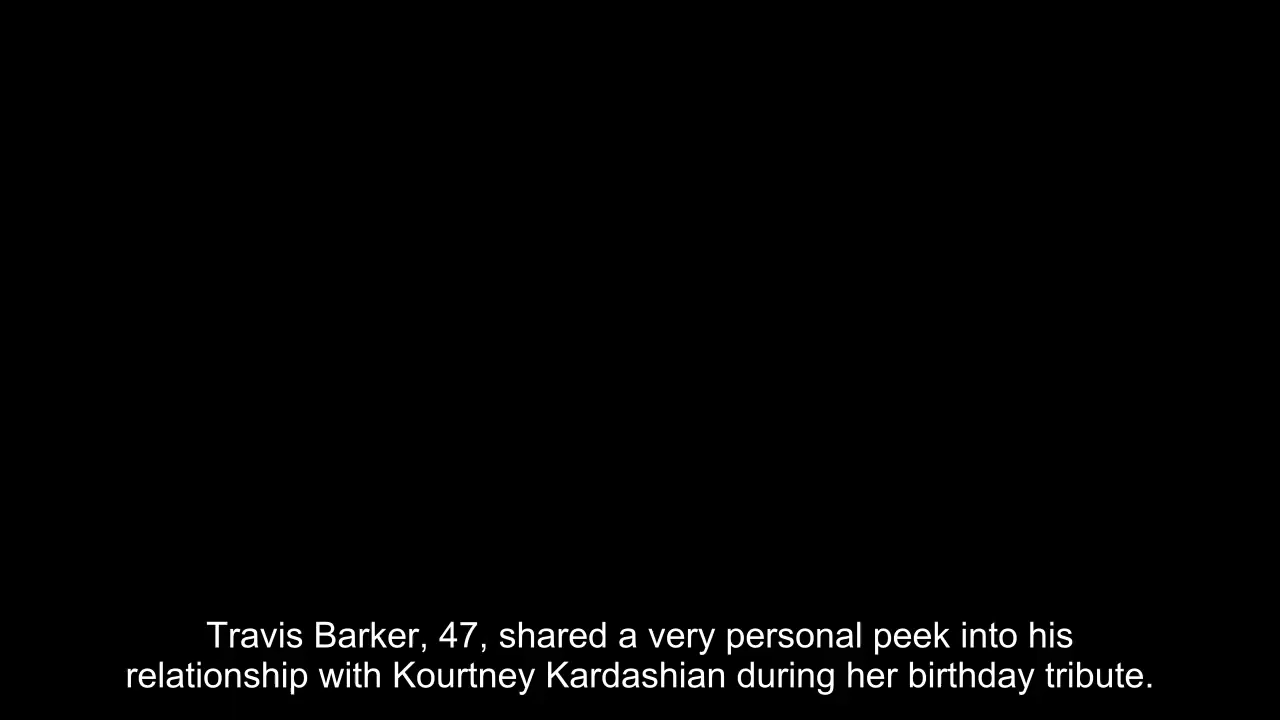 Travis Barker, 47, shared a very personal peek into his
relationship with Kourtney Kardashian during her birthday tribute.